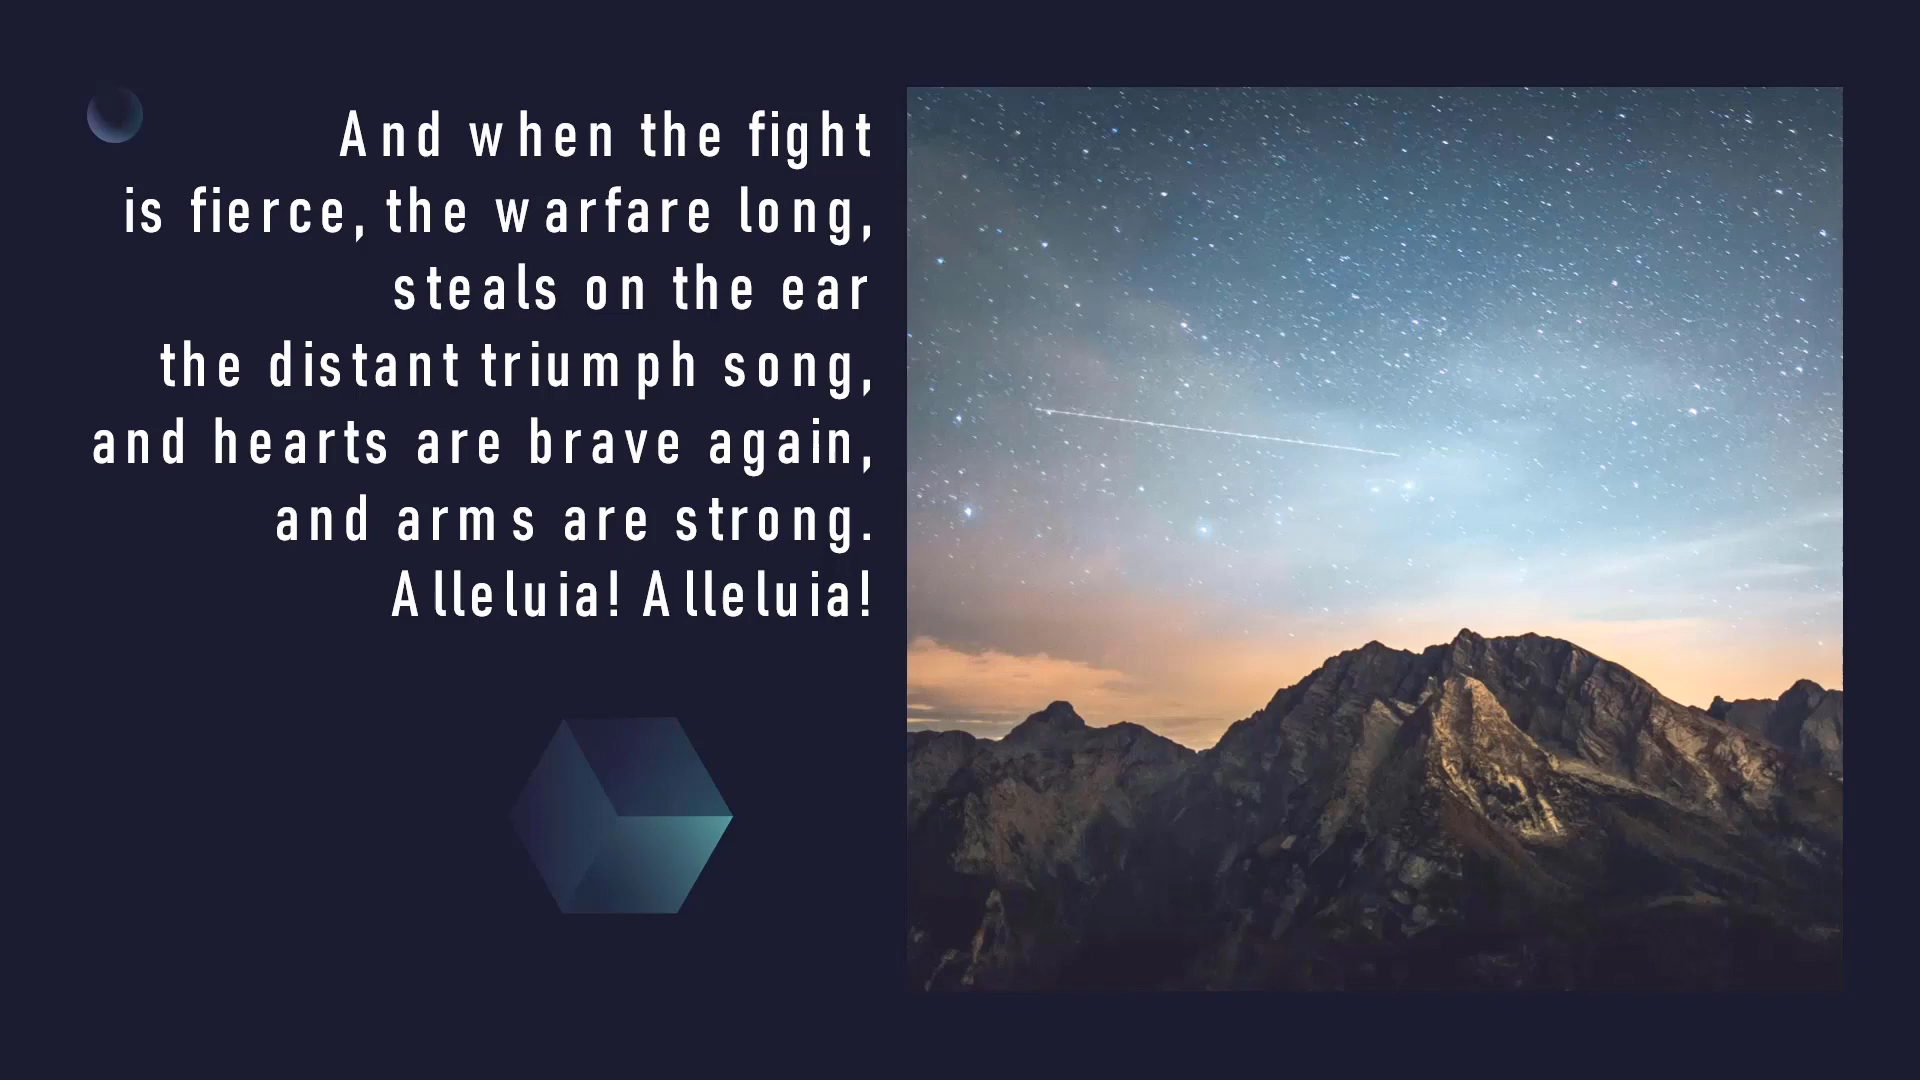 And when the fight
is fierce, the warfare long,
steals on the ear
the distant triumph song,
and hearts are brave again,
and arms are strong.
Alleluia! Alleluia!